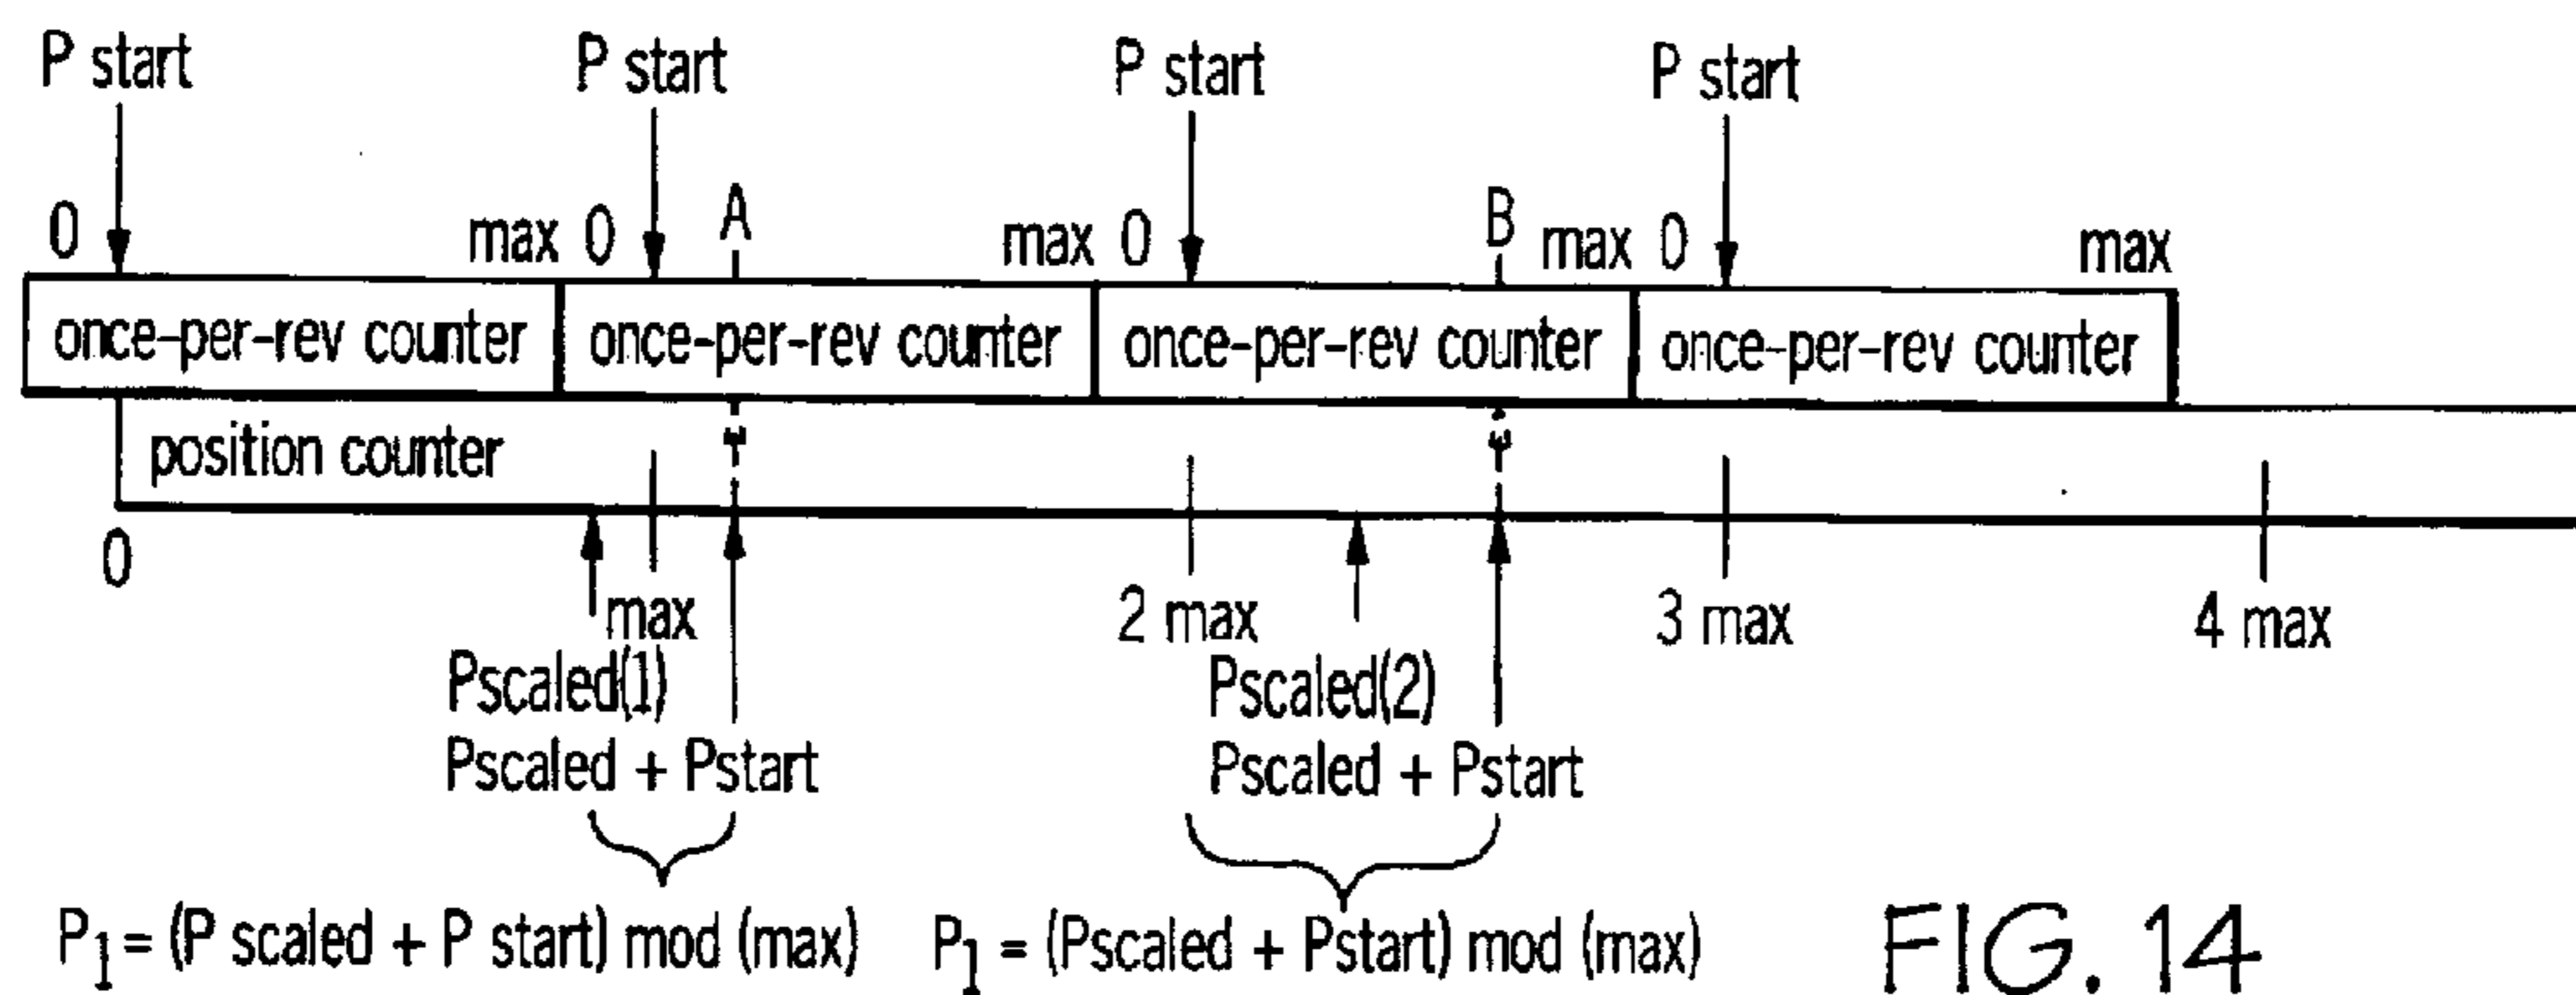 P start P start P start P start
0 max 0 A max 0 B max 0 max
once-per-rev counter once-per-rev counter once-per-rev counter once-per-rev counter
position counter
0 max 2 max 3 max 4 max
Pscaled(1) Pscaled(2)
Pscaled + Pstart Pscaled + Pstart
P1 = (P scaled + P start) mod (max) P1 = (Pscaled + Pstart) mod (max)
FIG. 14